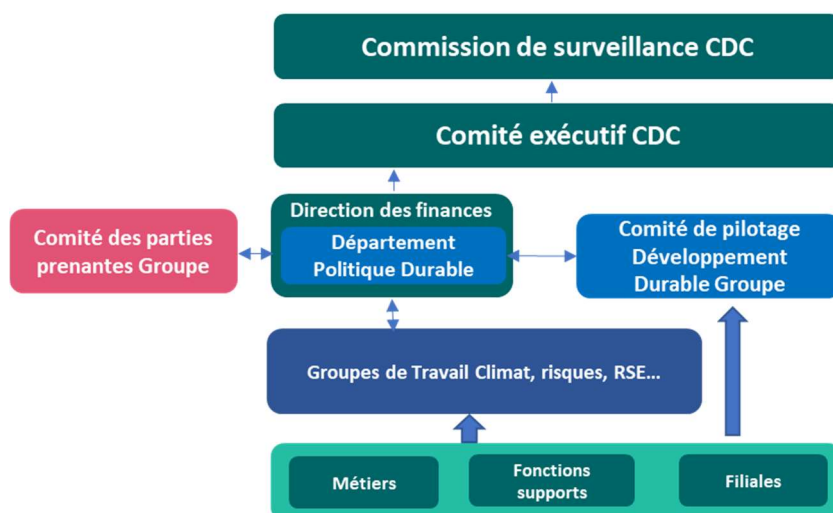 Commission de surveillance CDC
Comité exécutif CDC
Direction des finances
Département
Politique Durable
Comité des parties
prenantes Groupe
Comité de pilotage
Développement
Durable Groupe
Groupes de Travail Climat, risques, RSE...
Métiers
Fonctions
supports
Filiales